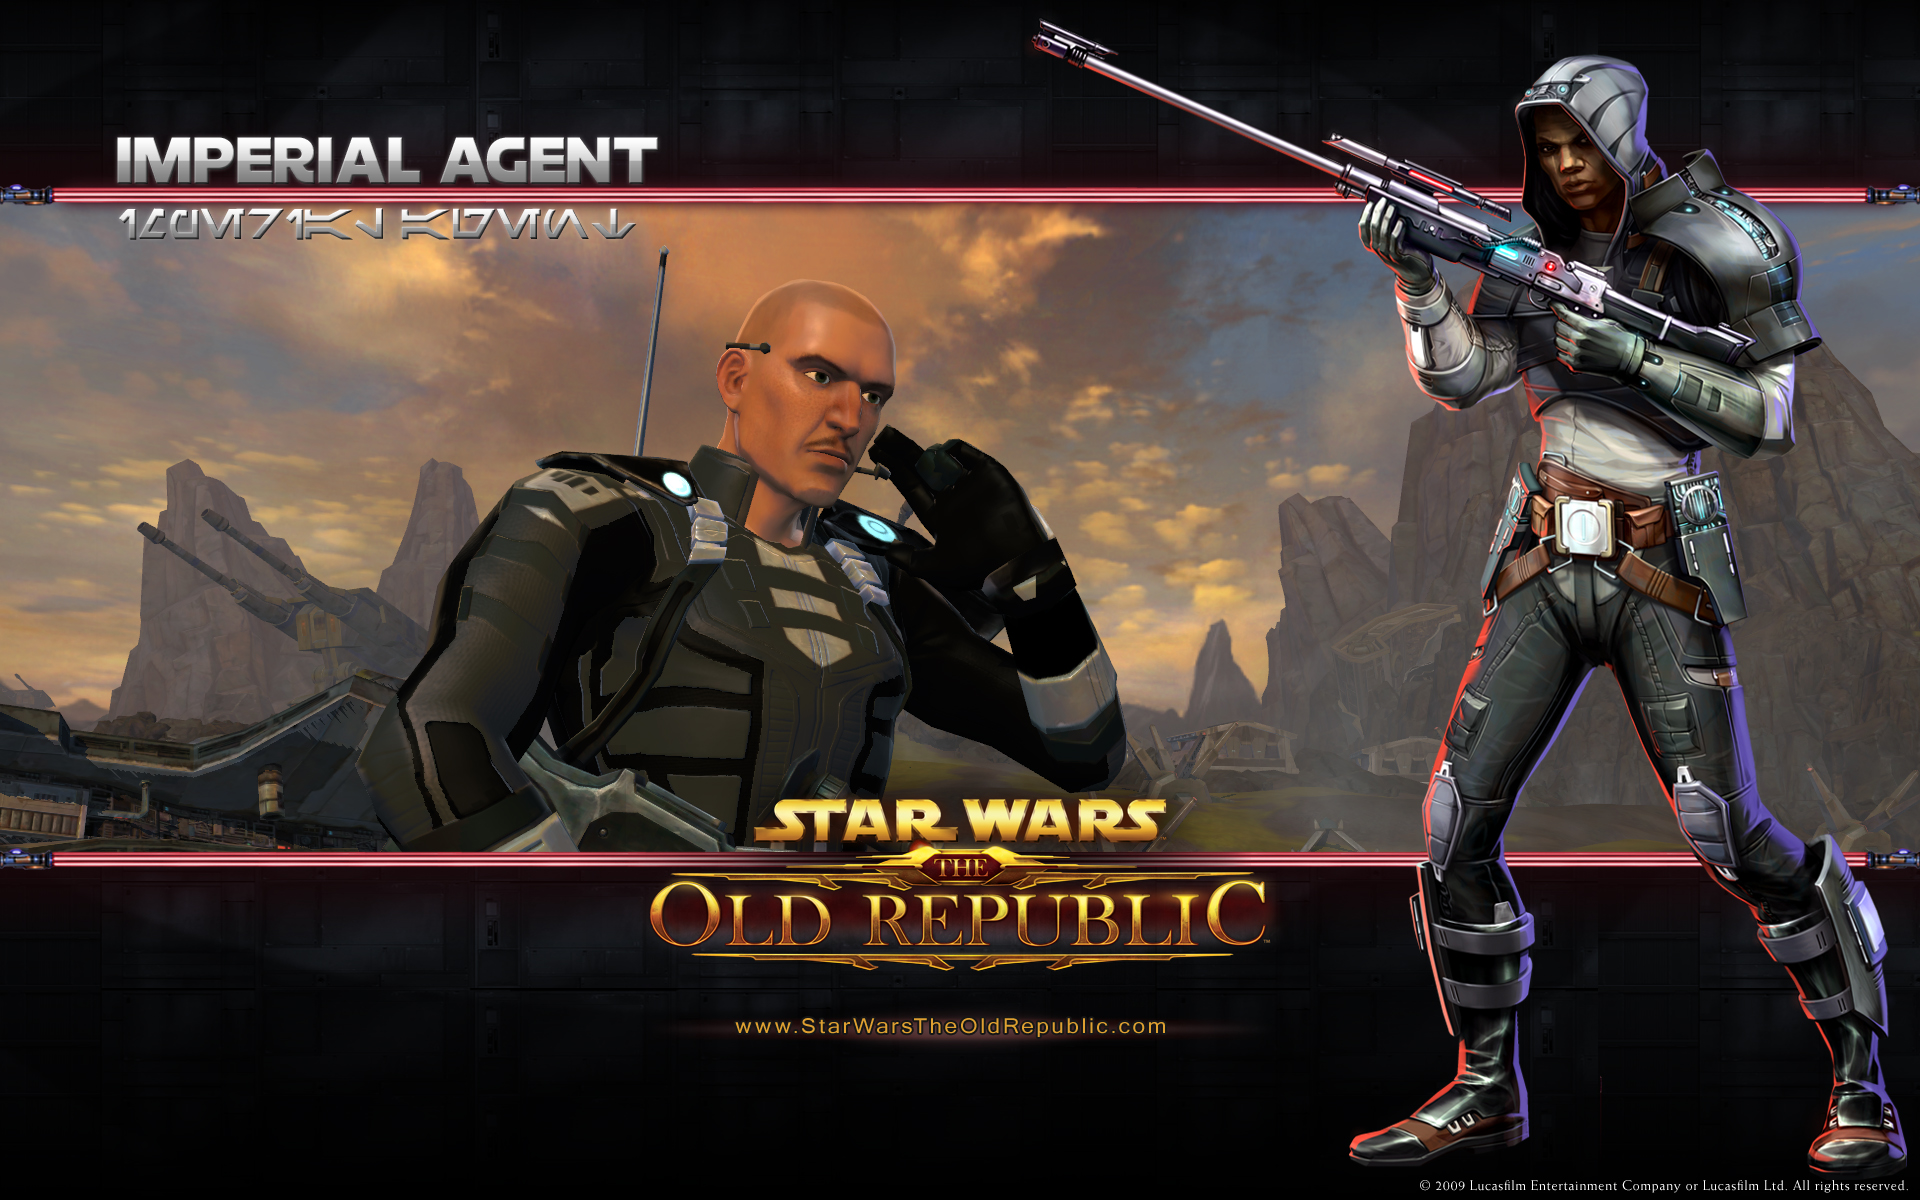 IMPERIAL AGENT
STAR WARS
THE
OLD REPUBLIC™
www.StarWarsTheOldRepublic.com
© 2009 Lucasfilm Entertainment Company or Lucasfilm Ltd. All rights reserved.